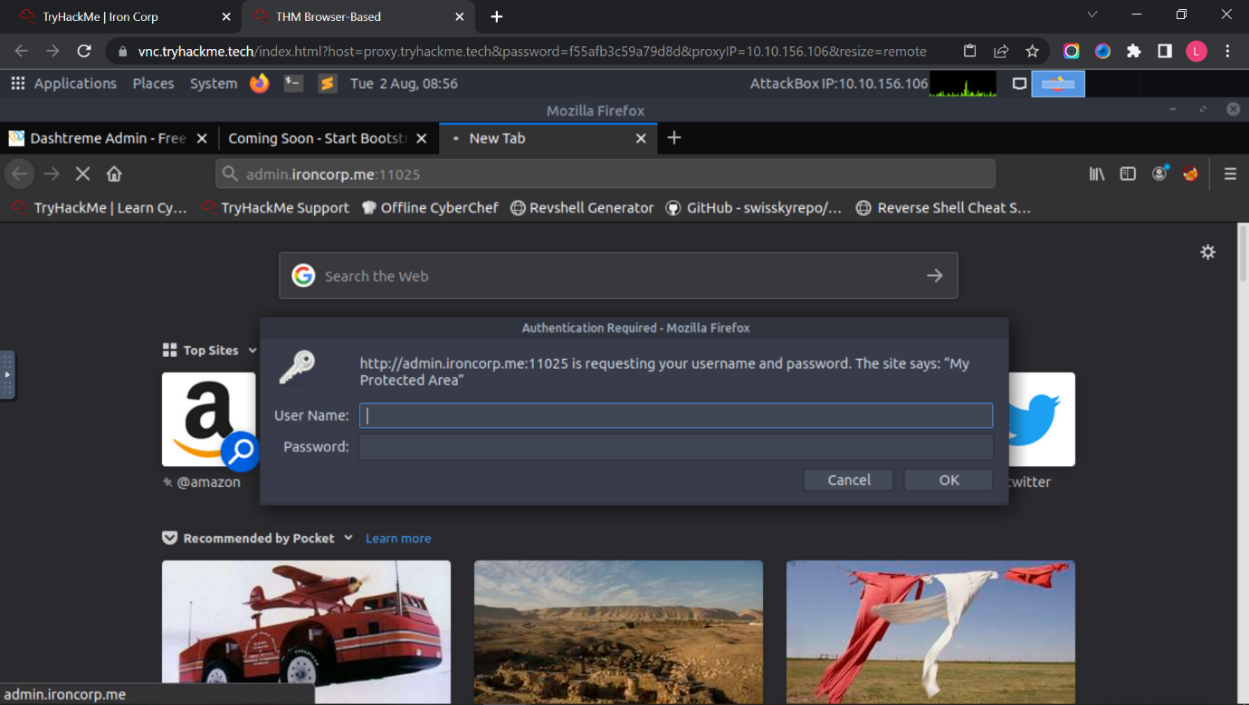 TryHackMe | Iron Corp
THM Browser-Based
vnc.tryhackme.tech/index.html?host=proxy.tryhackme.tech&password=f55afb3c59a79d8d&proxyIP=10.10.156.106&resize=remote
L
Applications Places System Tue 2 Aug, 08:56 AttackBox IP:10.10.156.106
Mozilla Firefox
Dashtreme Admin - Free
Coming Soon - Start Bootst
New Tab
admin.ironcorp.me:11025
TryHackMe | Learn Cy... TryHackMe Support Offline CyberChef Revshell Generator GitHub - swisskyrepo/... Reverse Shell Cheat S...
Search the Web
Authentication Required - Mozilla Firefox
Top Sites
http://admin.ironcorp.me:11025 is requesting your username and password. The site says: “My
Protected Area”
User Name:
Password:
Cancel OK
@amazon
twitter
Recommended by Pocket Learn more
admin.ironcorp.me